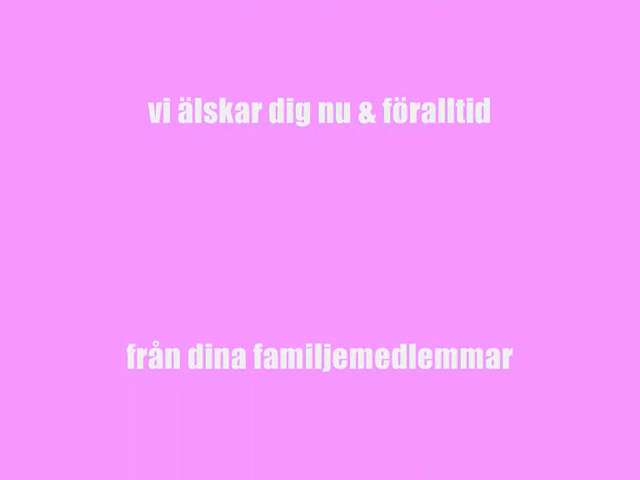 vi älskar dig nu & föralltid
från dina familjemedlemmar